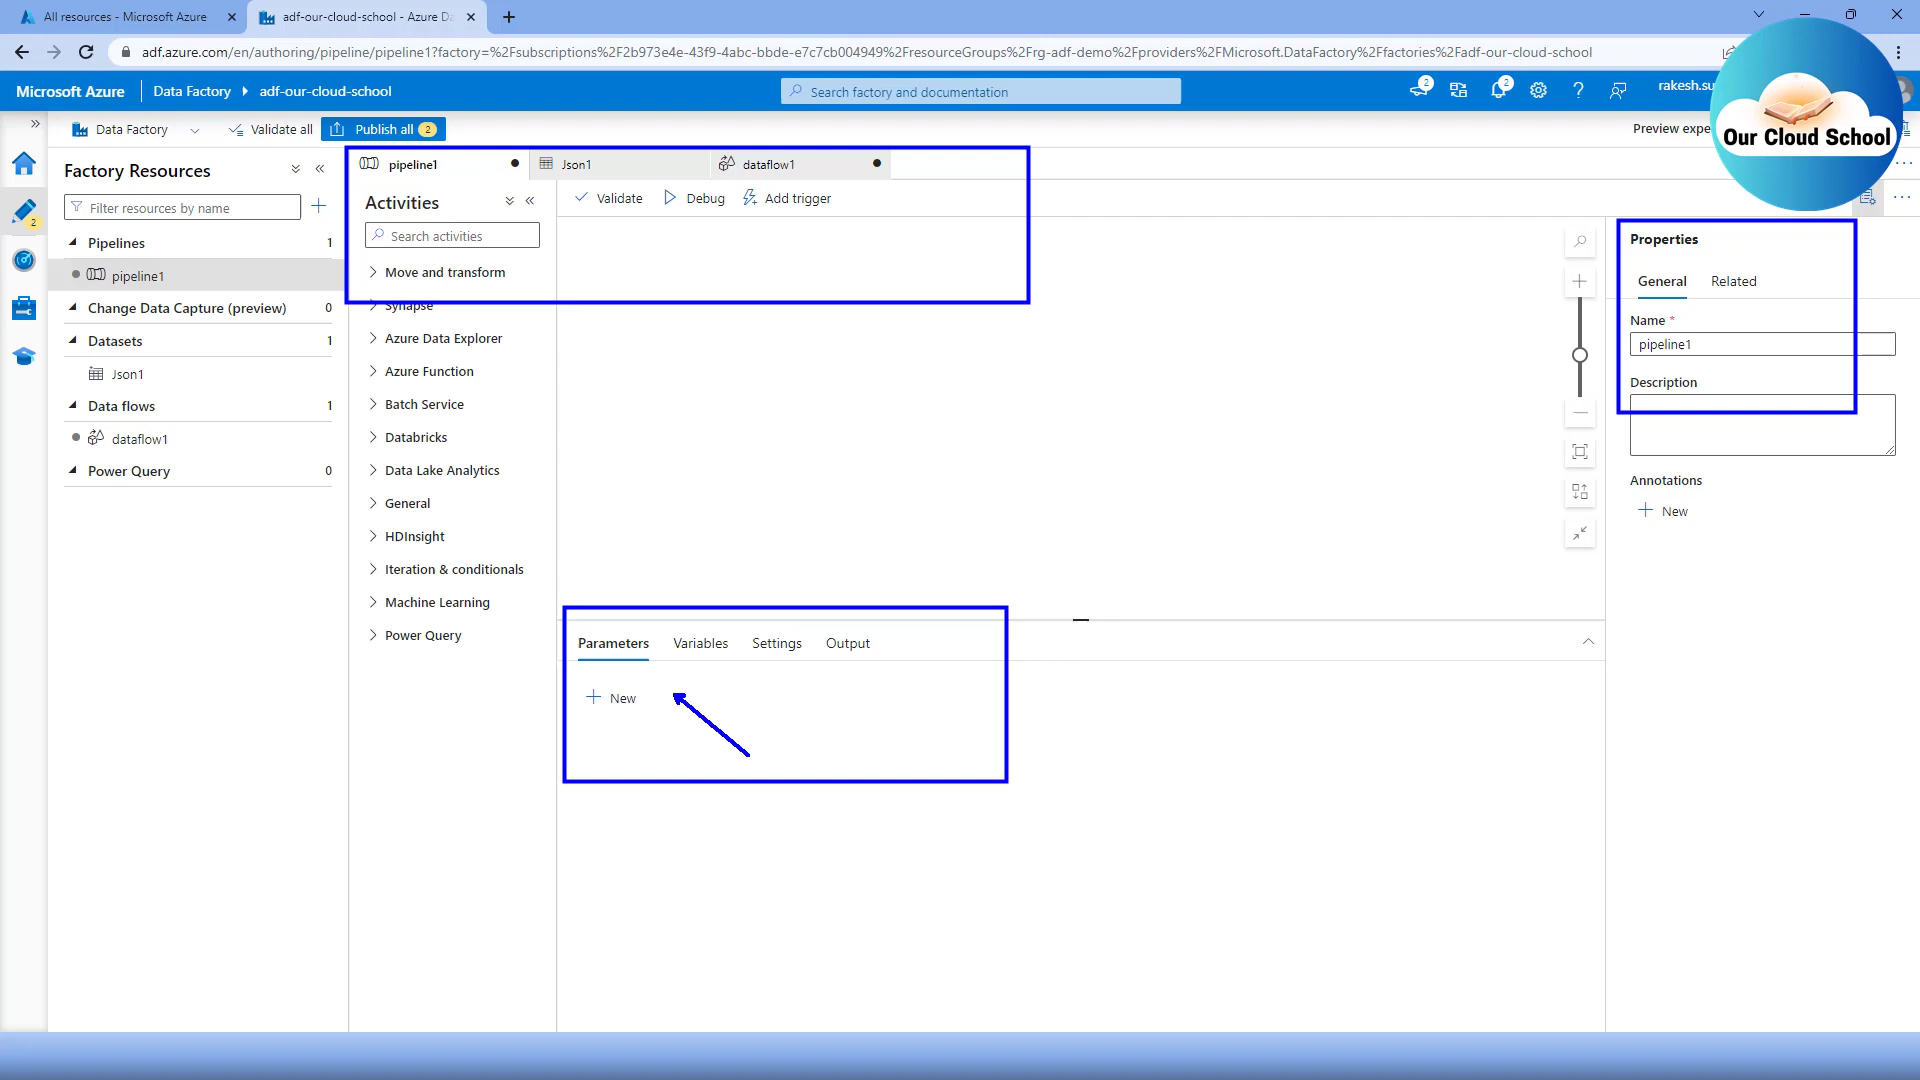 All resources - Microsoft Azure
adf-our-cloud-school - Azure Da
adf.azure.com/en/authoring/pipeline/pipeline1?factory=%2Fsubscriptions%2F2b973e4e-43f9-4abc-bbde-e7c7cb004949%2FresourceGroups%2Frg-adf-demo%2Fproviders%2FMicrosoft.DataFactory%2Ffactories%2Fadf-our-cloud-school
Microsoft Azure
Data Factory
adf-our-cloud-school
Search factory and documentation
2
2
rakesh.su
Our Cloud School
Data Factory
Validate all
Publish all 2
Preview expe
2
Factory Resources
Filter resources by name
Pipelines 1
pipeline1
Change Data Capture (preview) 0
Datasets 1
Json1
Data flows 1
dataflow1
Power Query 0
pipeline1
Json1
dataflow1
Activities
Search activities
Move and transform
Synapse
Azure Data Explorer
Azure Function
Batch Service
Databricks
Data Lake Analytics
General
HDInsight
Iteration & conditionals
Machine Learning
Power Query
Validate
Debug
Add trigger
Parameters
Variables
Settings
Output
New
Properties
General
Related
Name *
pipeline1
Description
Annotations
New